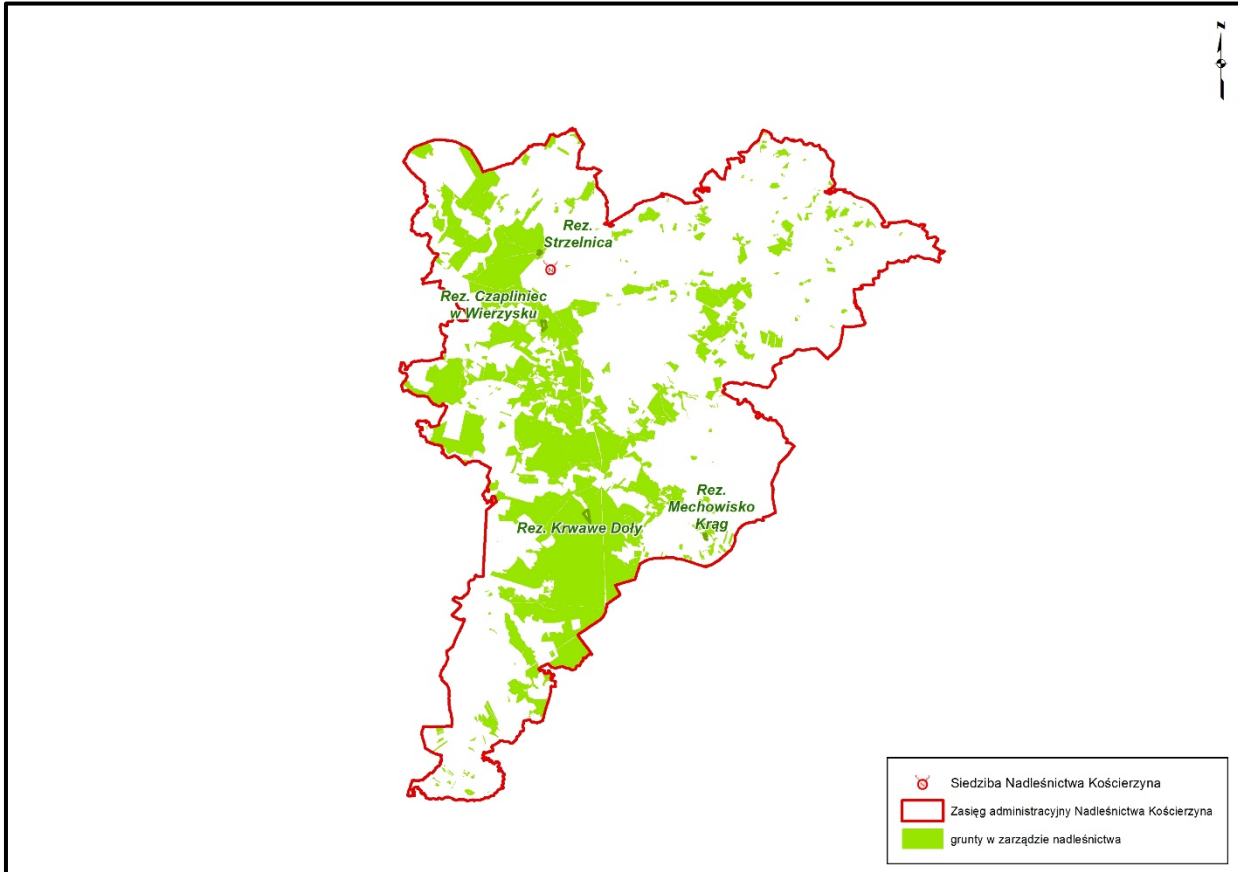 N
Rez.
Strzelnica
Rez. Czapliniec
w Wierzysku
Rez.
Mechowisko
Krąg
Rez. Krwawe Doły
Siedziba Nadleśnictwa Kościerzyna
Zasięg administracyjny Nadleśnictwa Kościerzyna
grunty w zarządzie nadleśnictwa